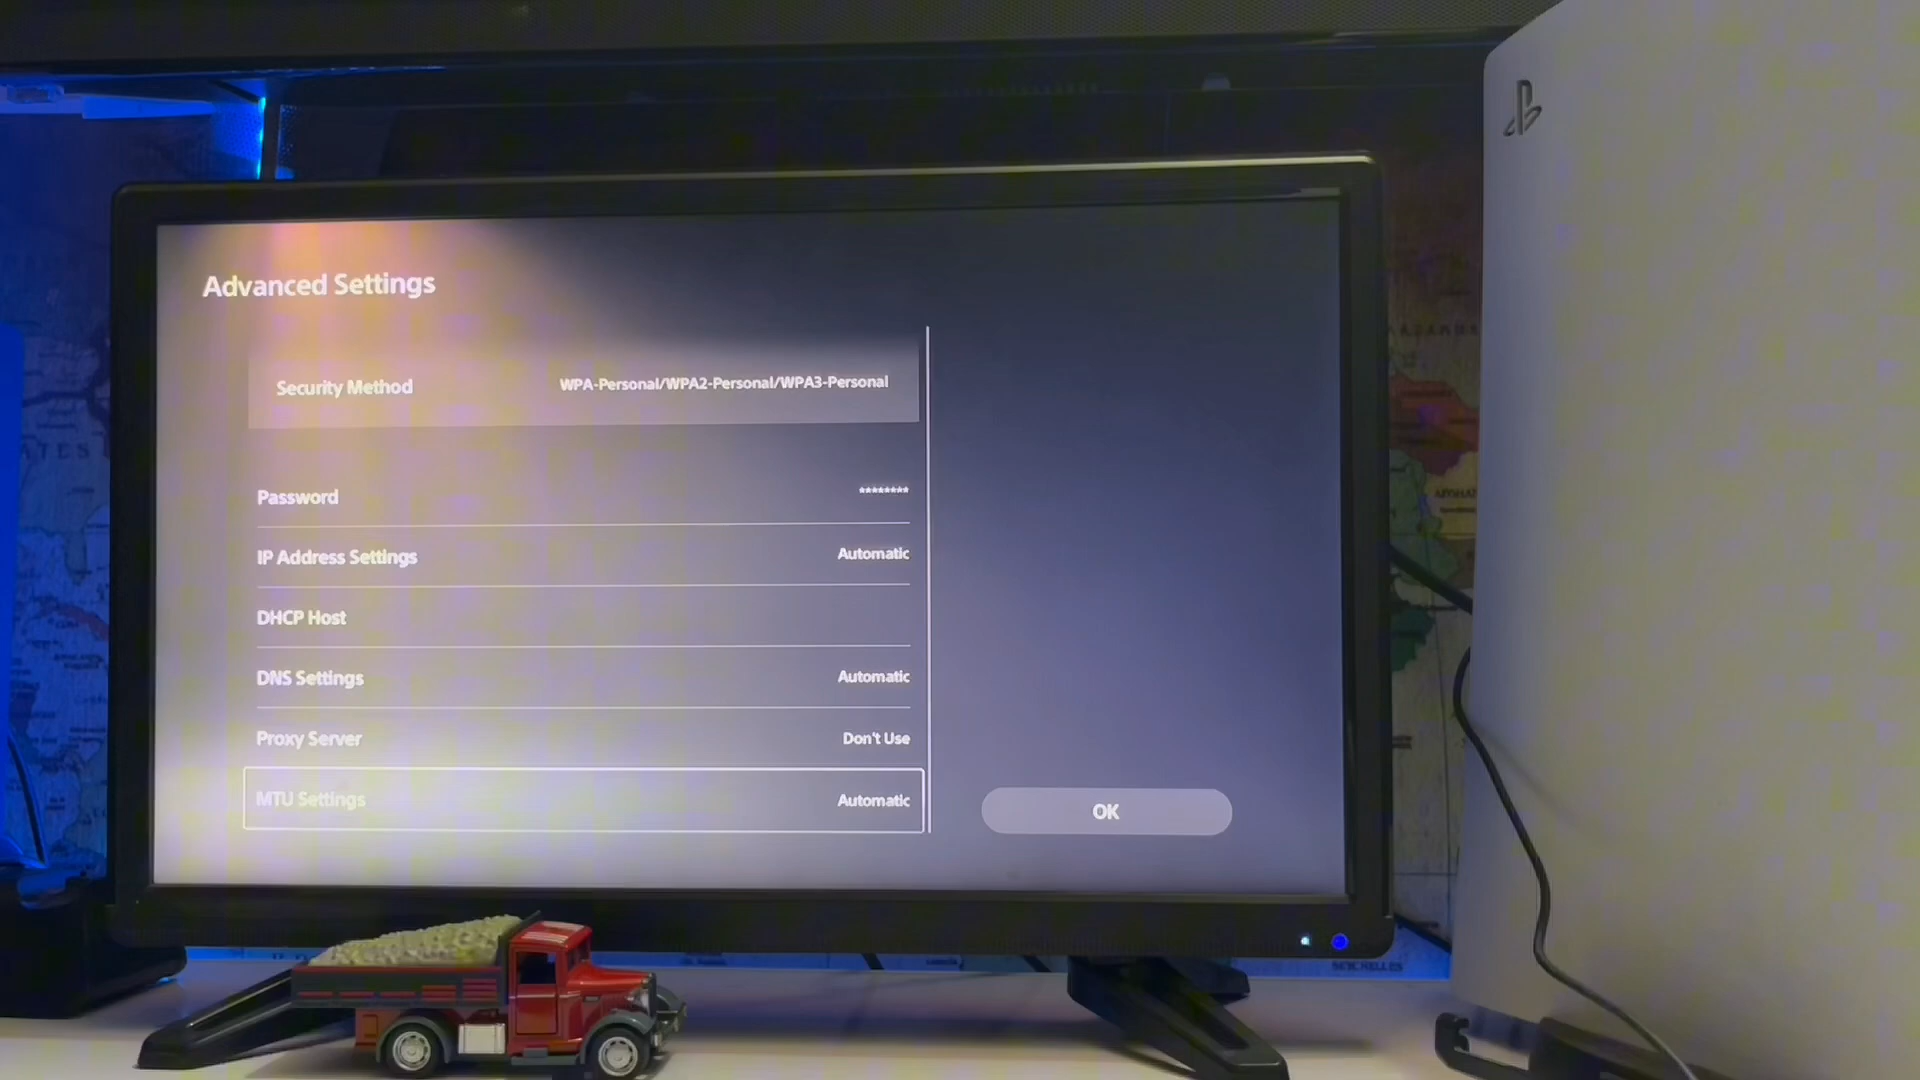 Advanced Settings
Security Method WPA-Personal/WPA2-Personal/WPA3-Personal
Password ********
IP Address Settings Automatic
DHCP Host
DNS Settings Automatic
Proxy Server Don't Use
MTU Settings Automatic
OK
SEYCHELLES